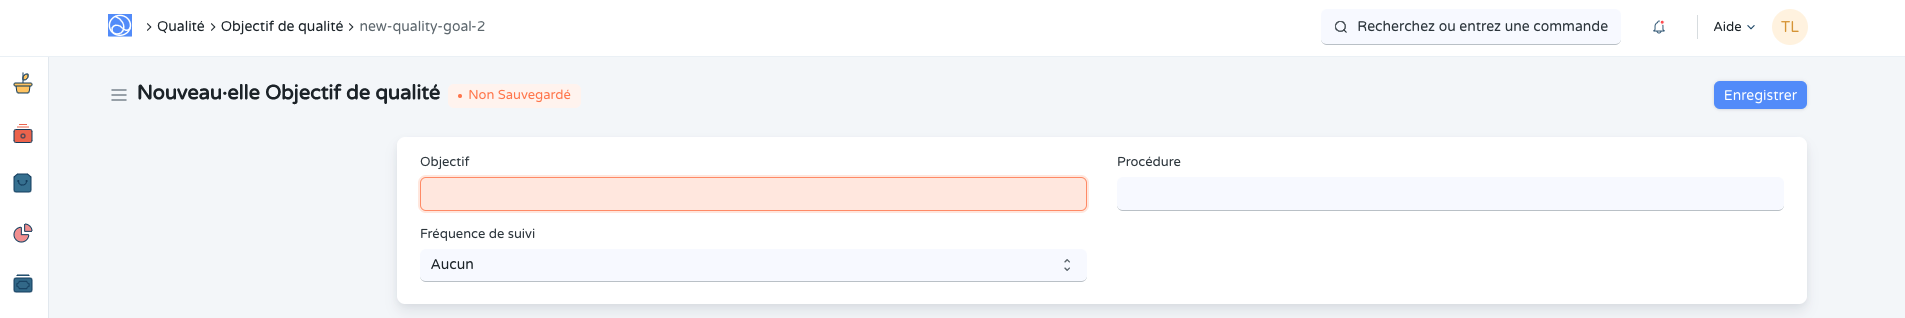 Qualité > Objectif de qualité > new-quality-goal-2
Recherchez ou entrez une commande
Aide
TL
Nouveau·elle Objectif de qualité
Non Sauvegardé
Enregistrer
Objectif
Procédure
Fréquence de suivi
Aucun